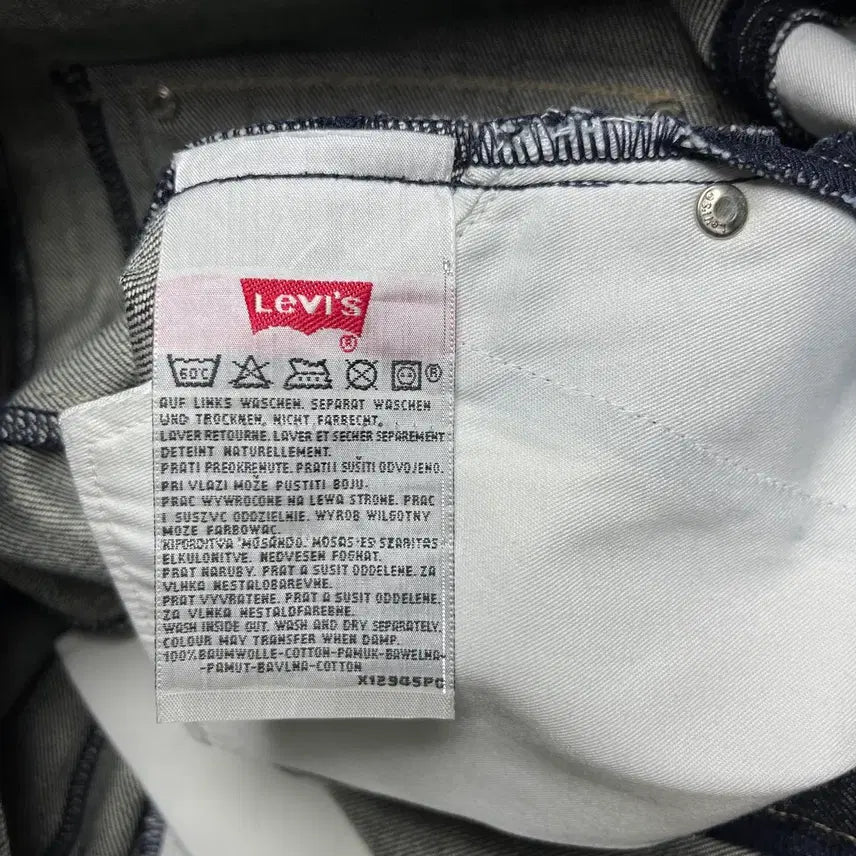 Levi's
®
60C
®
AUF LINKS WASCHEN. SEPARAT WASCHEN
UND TROCKNEN. NICHT FARBECHT.
LAVER RETOURNE. LAVER ET SECHER SEPAREMENT
DETEINT NATURELLEMENT.
PRATI PREOKRENUTE. PRATI I SUŠITI ODVOJENO.
PRI VLAZI MOŽE PUSTITI BOJU.
PRAC WYWROCONE NA LEWA STRONE. PRAC
I SUSZYC ODDZIELNIE. WYROB WILGOTNY
MOZE FARBOWAC.
KIFORDITVA MOSANDO. MOSAS ES SZARITAS
ELKULONITVE. NEDVESEN FOGHAT.
PRAT NARUBY. PRAT A SUSIT ODDELENE. ZA
VLHKA NESTALOBAREVNE.
PRAT VYVRATENE. PRAT A SUSIT ODDELENE.
ZA VLHKA NESTALOFAREBNE.
WASH INSIDE OUT. WASH AND DRY SEPARATELY.
COLOUR MAY TRANSFER WHEN DAMP.
100%BAUMWOLLE-COTTON-PAMUK-BAWELNA-
-PAMUT-BAVLNA-COTTON
X12945PC